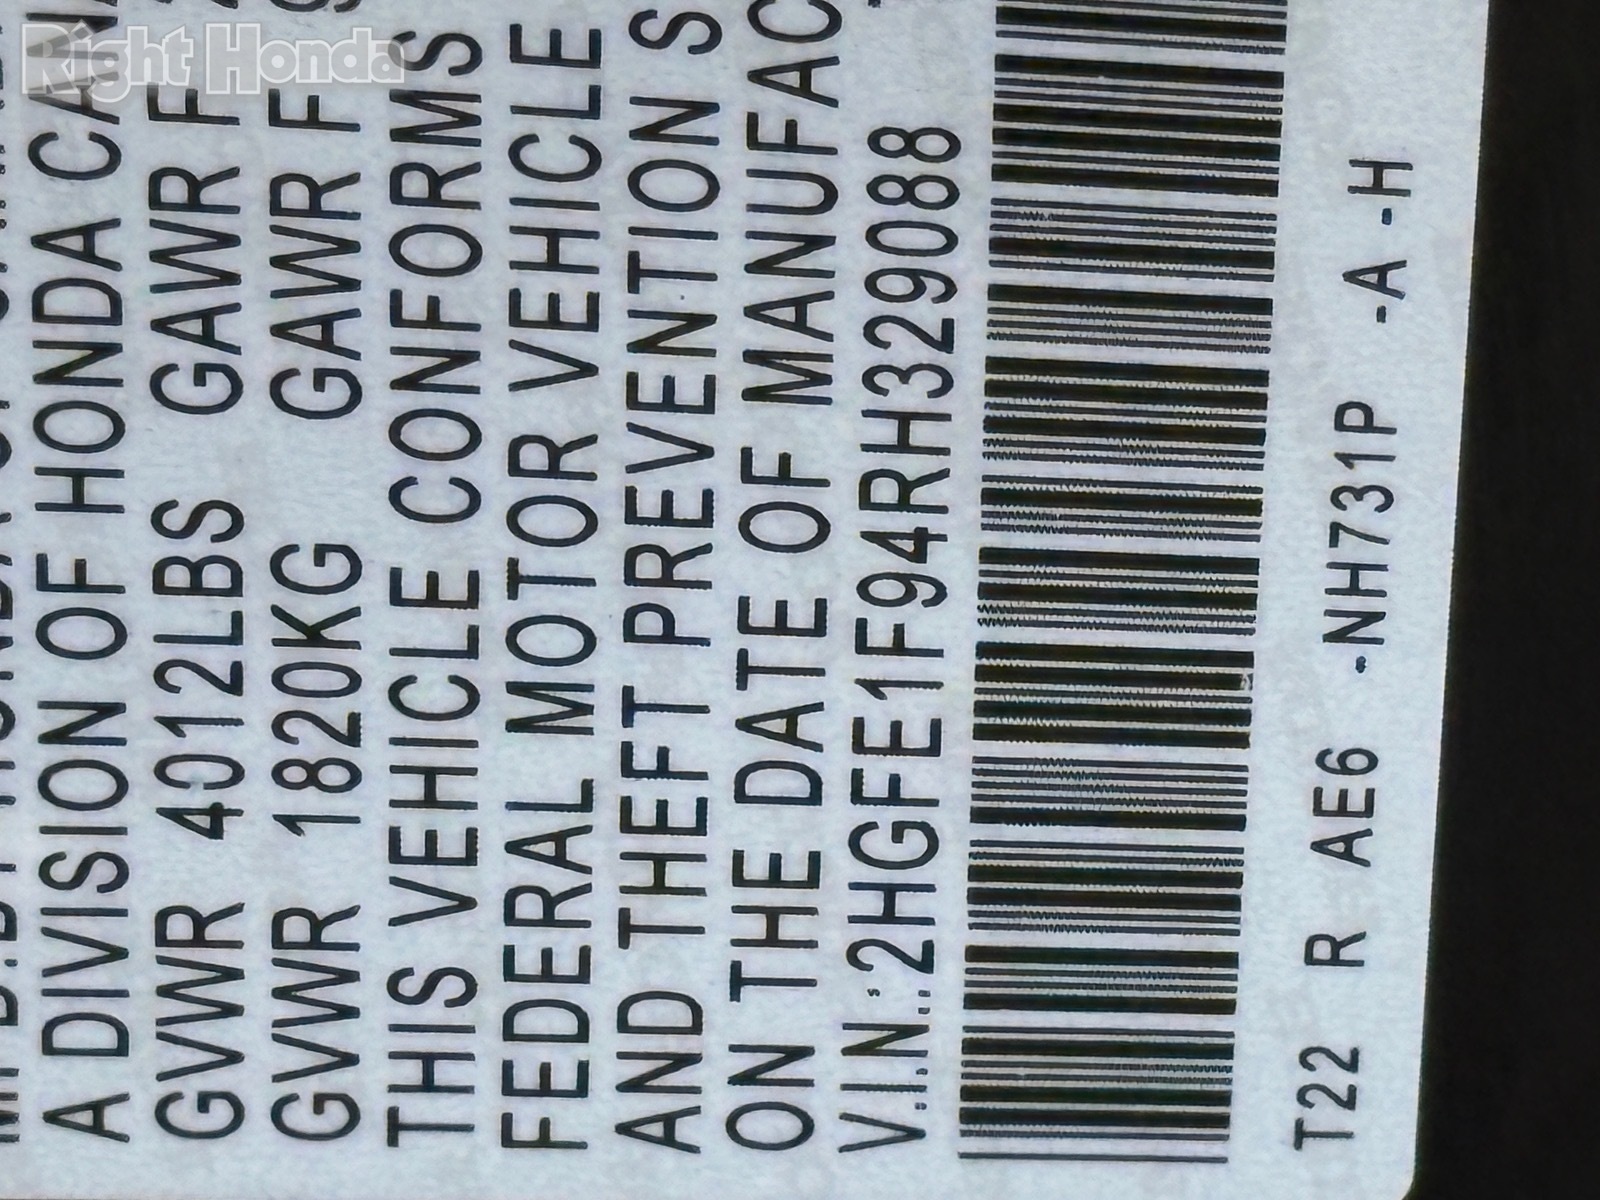 Right Honda
A DIVISION OF HONDA CAN
GVWR 4012LBS GAWR F
GVWR 1820KG GAWR F
THIS VEHICLE CONFORMS
FEDERAL MOTOR VEHICLE
AND THEFT PREVENTION S
ON THE DATE OF MANUFAC
V.I.N.:2HGFE1F94RH329088
T22 R AE6 -NH731P -A -H